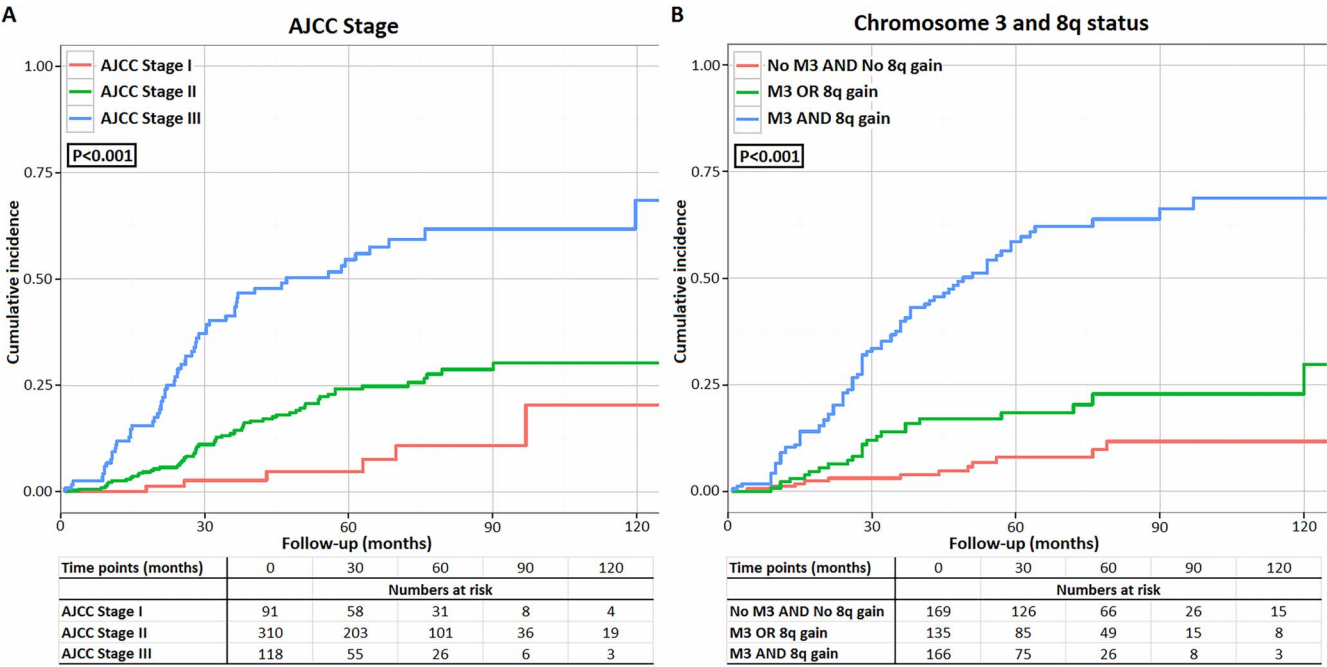 A
AJCC Stage
AJCC Stage I
AJCC Stage II
AJCC Stage III
P<0.001
Cumulative incidence
1.00
0.75
0.50
0.25
0.00
0 30 60 90 120
Follow-up (months)
Time points (months) 0 30 60 90 120
Numbers at risk
AJCC Stage I 91 58 31 8 4
AJCC Stage II 310 203 101 36 19
AJCC Stage III 118 55 26 6 3
B
Chromosome 3 and 8q status
No M3 AND No 8q gain
M3 OR 8q gain
M3 AND 8q gain
P<0.001
Cumulative incidence
1.00
0.75
0.50
0.25
0.00
0 30 60 90 120
Follow-up (months)
Time points (months) 0 30 60 90 120
Numbers at risk
No M3 AND No 8q gain 169 126 66 26 15
M3 OR 8q gain 135 85 49 15 8
M3 AND 8q gain 166 75 26 8 3